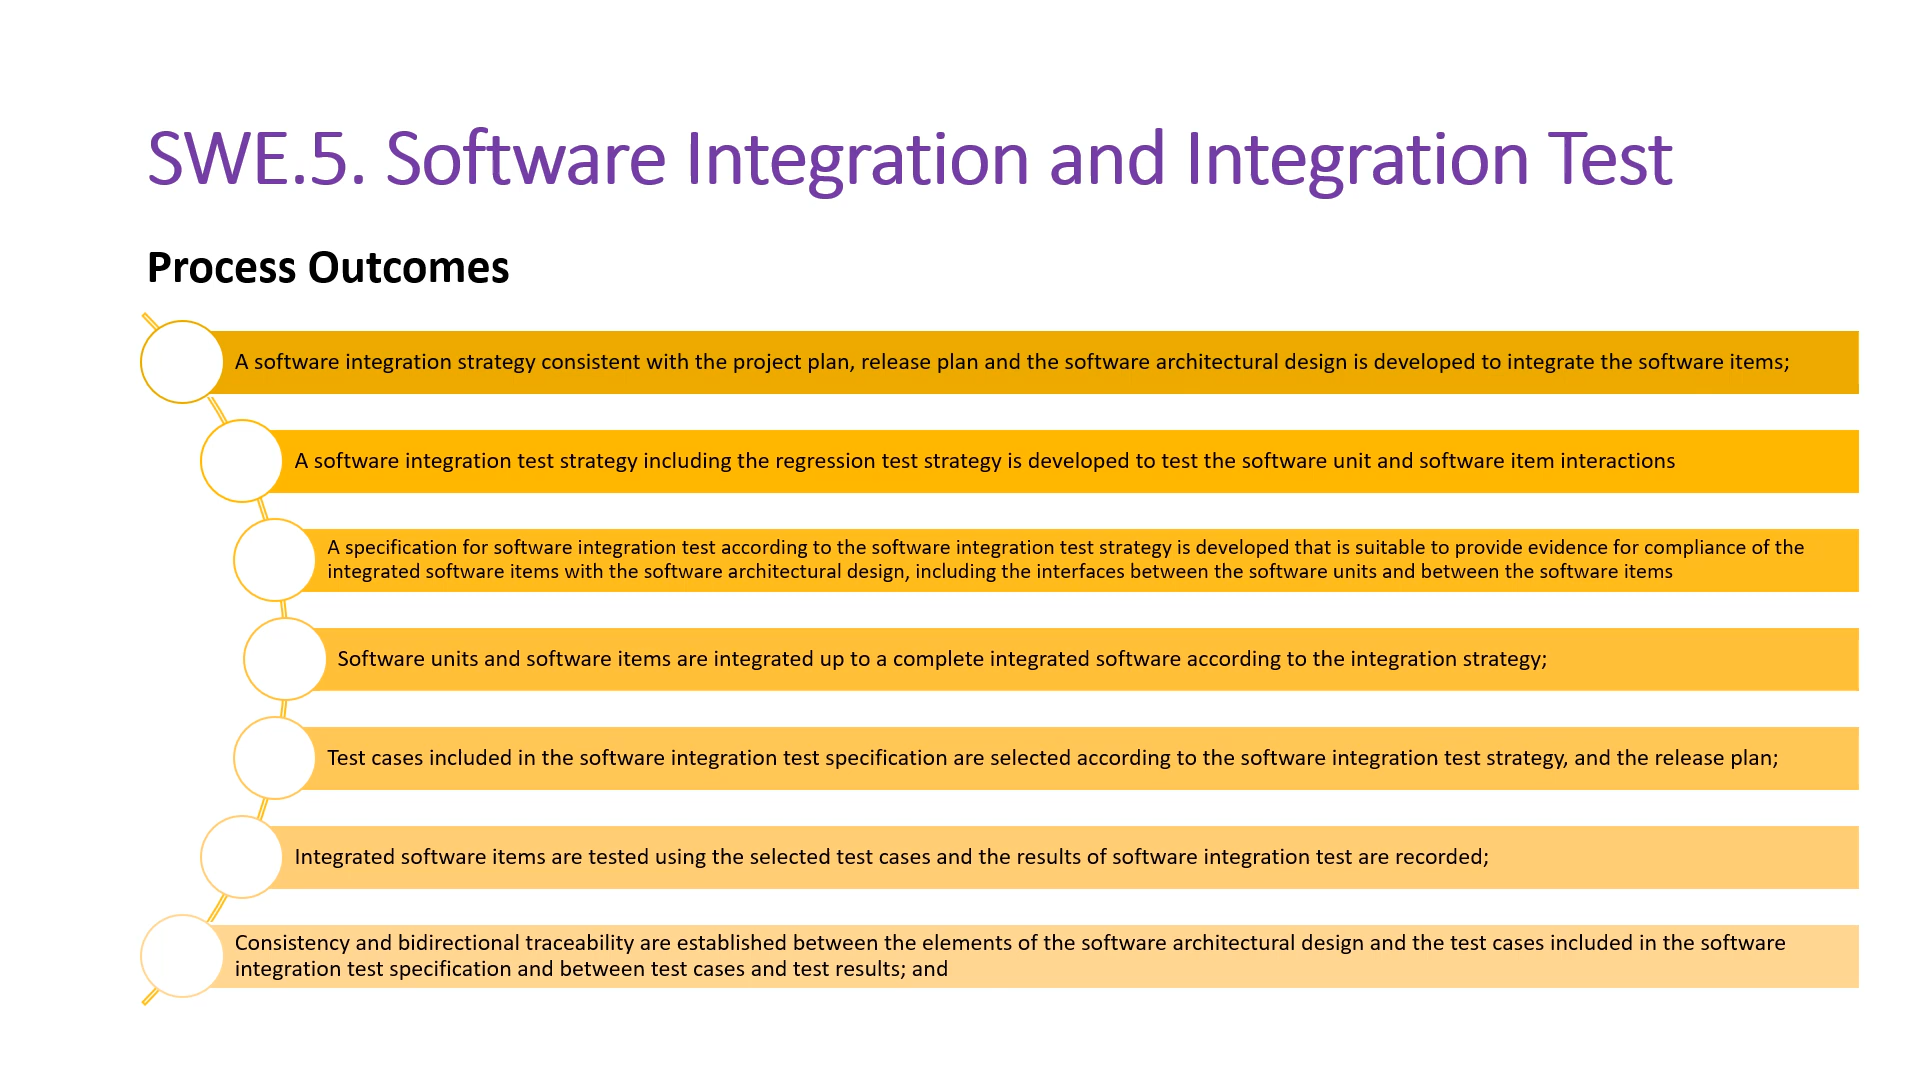 SWE.5. Software Integration and Integration Test
Process Outcomes
A software integration strategy consistent with the project plan, release plan and the software architectural design is developed to integrate the software items;
A software integration test strategy including the regression test strategy is developed to test the software unit and software item interactions
A specification for software integration test according to the software integration test strategy is developed that is suitable to provide evidence for compliance of the
integrated software items with the software architectural design, including the interfaces between the software units and between the software items
Software units and software items are integrated up to a complete integrated software according to the integration strategy;
Test cases included in the software integration test specification are selected according to the software integration test strategy, and the release plan;
Integrated software items are tested using the selected test cases and the results of software integration test are recorded;
Consistency and bidirectional traceability are established between the elements of the software architectural design and the test cases included in the software
integration test specification and between test cases and test results; and